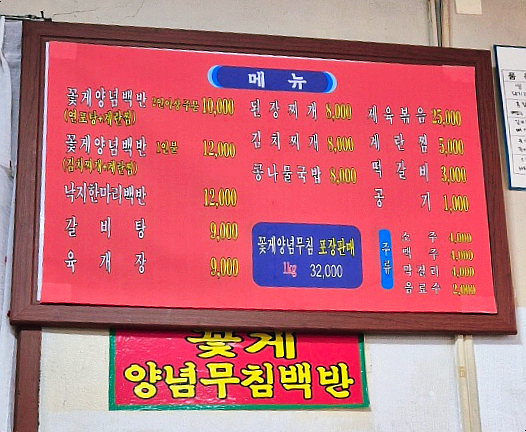 메 뉴
꽃게양념백반 2인이상주문 10,000
(연포탕+계란찜)
꽃게양념백반 1인분 12,000
(김치찌개+계란찜)
낙지한마리백반 12,000
갈 비 탕 9,000
육 개 장 9,000
된 장 찌 개 8,000
김 치 찌 개 8,000
콩나물국밥 8,000
꽃게양념무침 포장판매
1kg 32,000
제육볶음 25,000
계 란 찜 5,000
떡 갈 비 3,000
공 기 1,000
주류
소 주 4,000
맥 주 4,000
막 걸 리 4,000
음 료 수 2,000
꽃게
양념무침백반